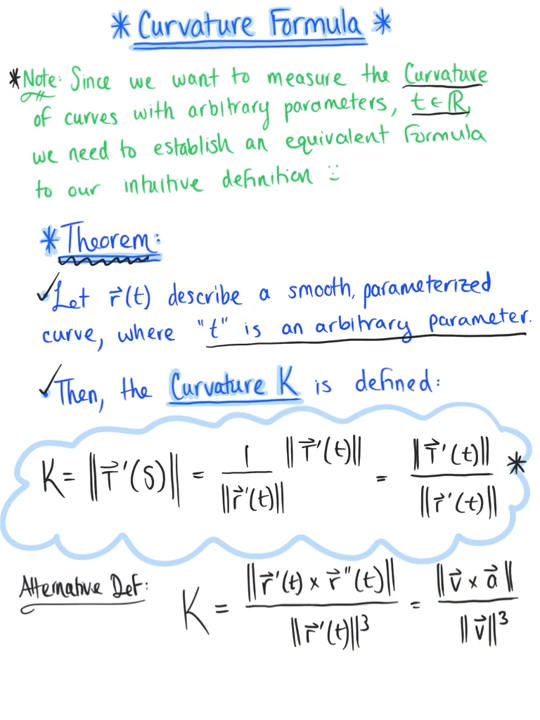 * Curvature Formula *
*Note: Since we want to measure the Curvature
of curves with arbitrary parameters, t ∈ ℝ,
we need to establish an equivalent formula
to our intuitive definition :)
* Theorem:
✓ Let r⃗(t) describe a smooth, parameterized
curve, where "t" is an arbitrary parameter.
✓ Then, the Curvature K is defined:
K = ||T⃗'(s)|| = 1/||r⃗'(t)|| ||T⃗'(t)|| = ||T⃗'(t)||/||r⃗'(t)|| *
Alternative Def: K = ||r⃗'(t) × r⃗''(t)||/||r⃗'(t)||³ = ||v⃗ × a⃗||/||v⃗||³